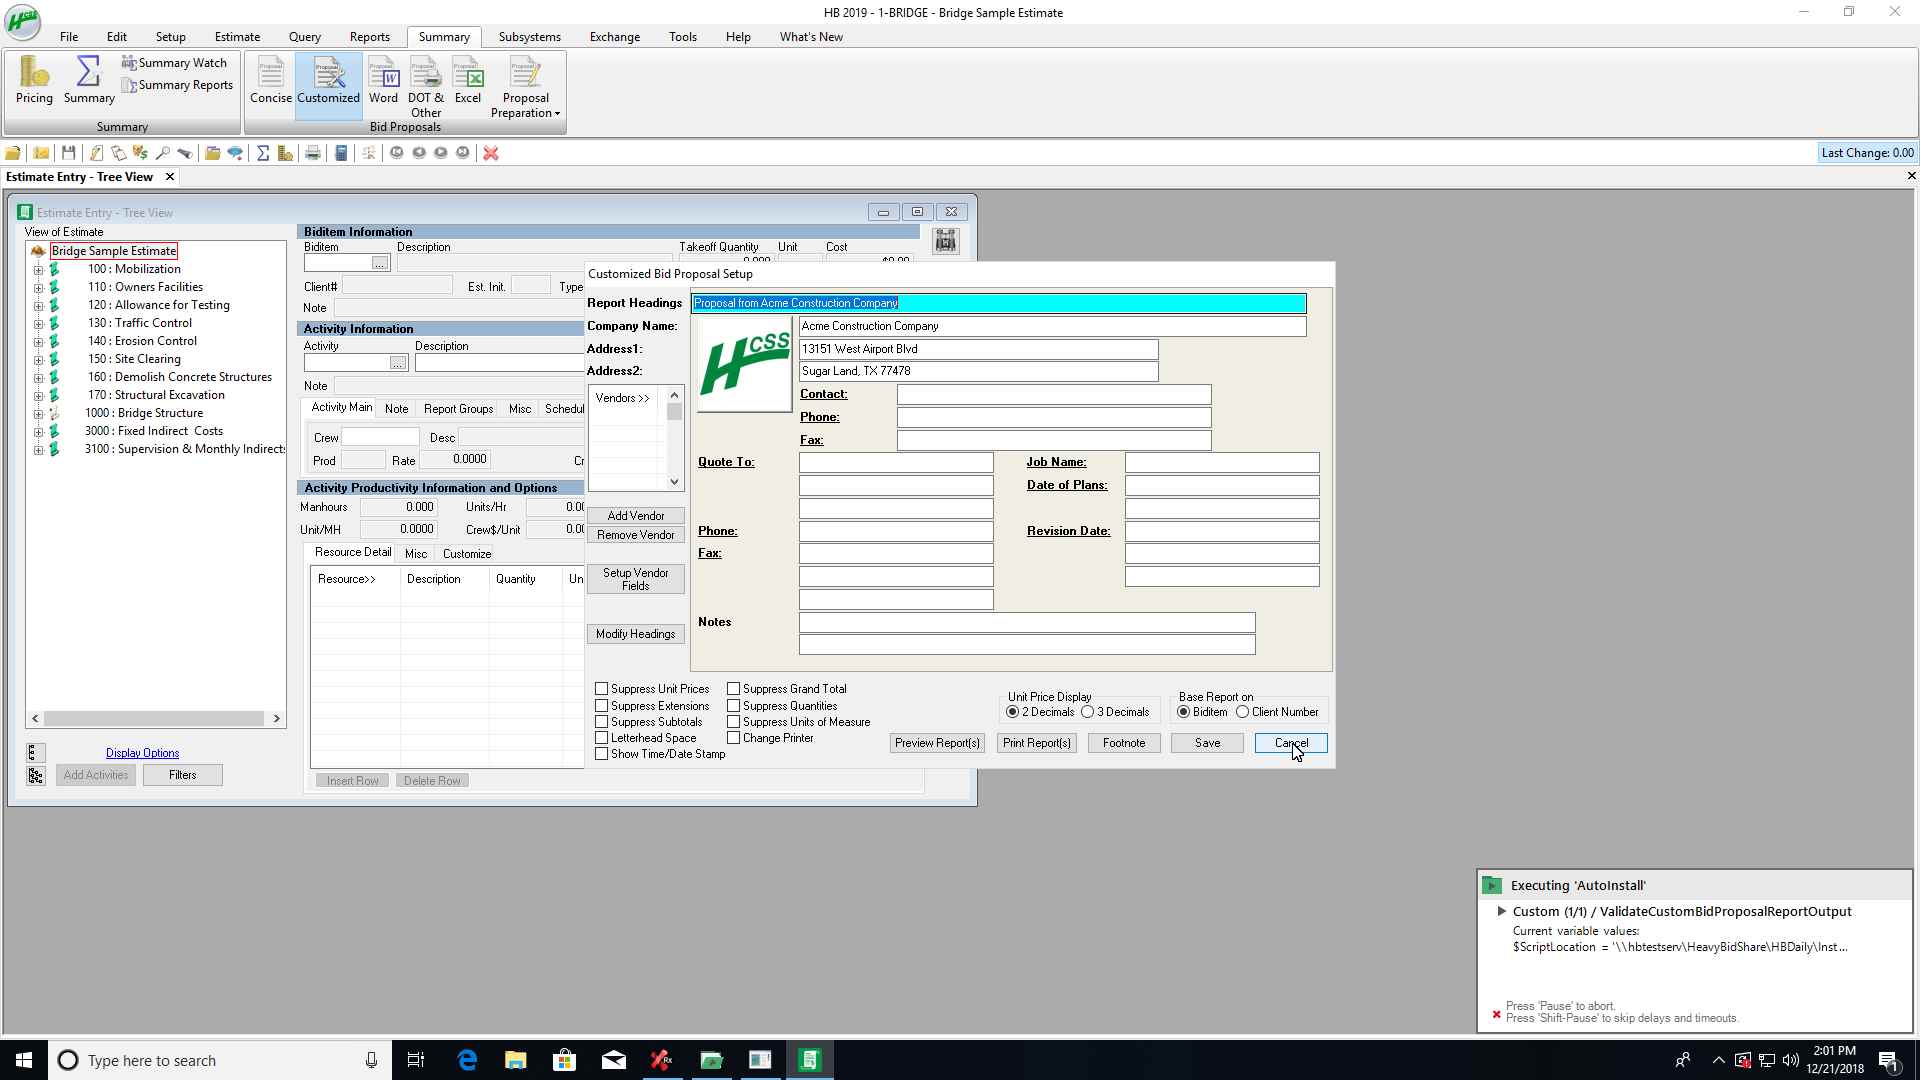 HB 2019 - 1-BRIDGE - Bridge Sample Estimate
HCSS
File Edit Setup Estimate Query Reports Summary Subsystems Exchange Tools Help What's New
Pricing Summary Summary Watch
Summary Reports
Concise Customized Word DOT & Other Excel Proposal Preparation
Summary Bid Proposals
Last Change: 0.00
Estimate Entry - Tree View
Estimate Entry - Tree View
View of Estimate
Bridge Sample Estimate
100 : Mobilization
110 : Owners Facilities
120 : Allowance for Testing
130 : Traffic Control
140 : Erosion Control
150 : Site Clearing
160 : Demolish Concrete Structures
170 : Structural Excavation
1000 : Bridge Structure
3000 : Fixed Indirect Costs
3100 : Supervision & Monthly Indirects
Display Options
Add Activities Filters
Biditem Information
Biditem Description Takeoff Quantity Unit Cost
...
0.000 $0.00
Client# Est. Init. Type
Note
Activity Information
Activity Description
...
Note
Activity Main Note Report Groups Misc Schedul
Crew Desc
Prod Rate 0.0000 Cr
Activity Productivity Information and Options
Manhours 0.000 Units/Hr 0.00
Unit/MH 0.0000 Crew$/Unit 0.00
Resource Detail Misc Customize
Resource>> Description Quantity Un
Insert Row Delete Row
Customized Bid Proposal Setup
Report Headings Proposal from Acme Construction Company
Company Name: Acme Construction Company
Address1: 13151 West Airport Blvd
Address2: Sugar Land, TX 77478
HCSS
Vendors >>
Contact:
Phone:
Fax:
Quote To: Job Name:
Date of Plans:
Phone: Revision Date:
Fax:
Notes
Add Vendor
Remove Vendor
Setup Vendor
Fields
Modify Headings
Suppress Unit Prices Suppress Grand Total
Suppress Extensions Suppress Quantities
Suppress Subtotals Suppress Units of Measure
Letterhead Space Change Printer
Show Time/Date Stamp
Unit Price Display
2 Decimals 3 Decimals
Base Report on
Biditem Client Number
Preview Report(s) Print Report(s) Footnote Save Cancel
Executing 'AutoInstall'
Custom (1/1) / ValidateCustomBidProposalReportOutput
Current variable values:
$ScriptLocation = '\\hbtestserv\HeavyBidShare\HBDaily\Inst...
Press 'Pause' to abort.
Press 'Shift-Pause' to skip delays and timeouts.
Type here to search
2:01 PM
12/21/2018
1